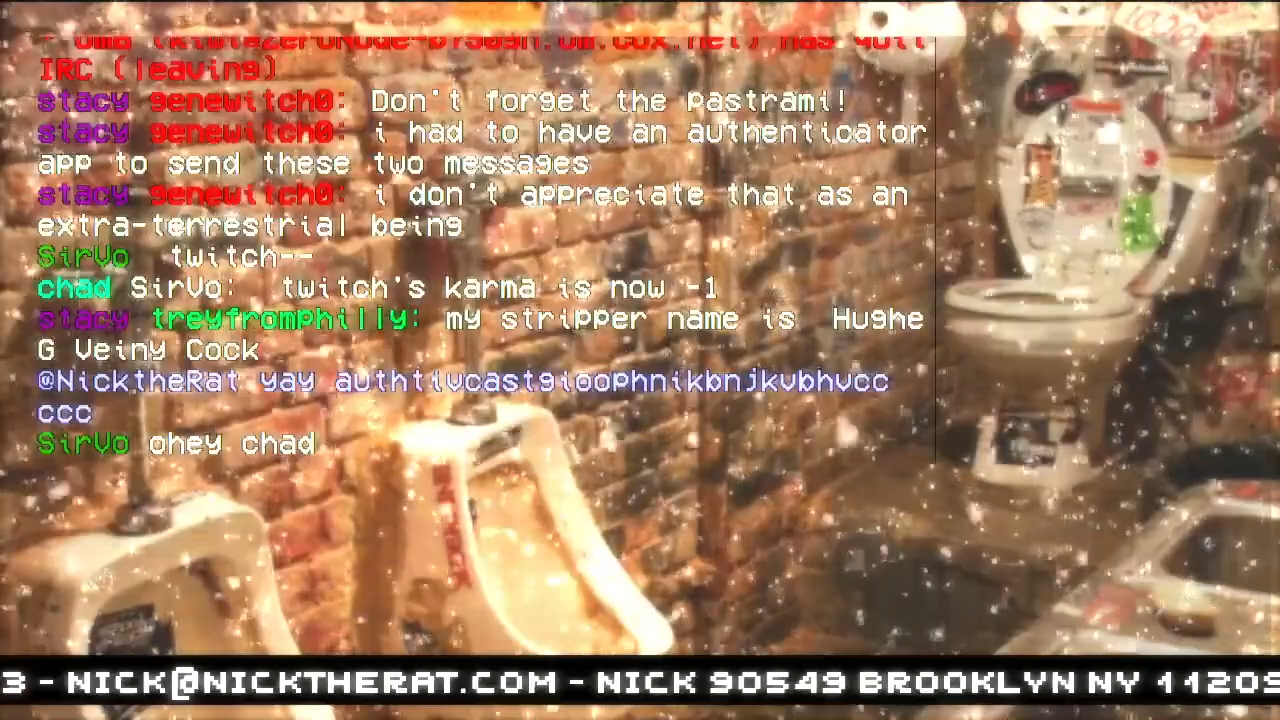 IRC (leaving)
stacy genewitch0: Don't forget the pastrami!
stacy genewitch0: i had to have an authenticator
app to send these two messages
stacy genewitch0: i don't appreciate that as an
extra-terrestrial being
SirVo twitch--
chad SirVo: twitch's karma is now -1
stacy treyfromphilly: my stripper name is Hughe
G Veiny Cock
@NicktheRat yay authtivcastgioophnikbnjkvbhvcc
ccc
SirVo ohey chad
3 - NICK@NICKTHERAT.COM - NICK 90549 BROOKLYN NY 11209